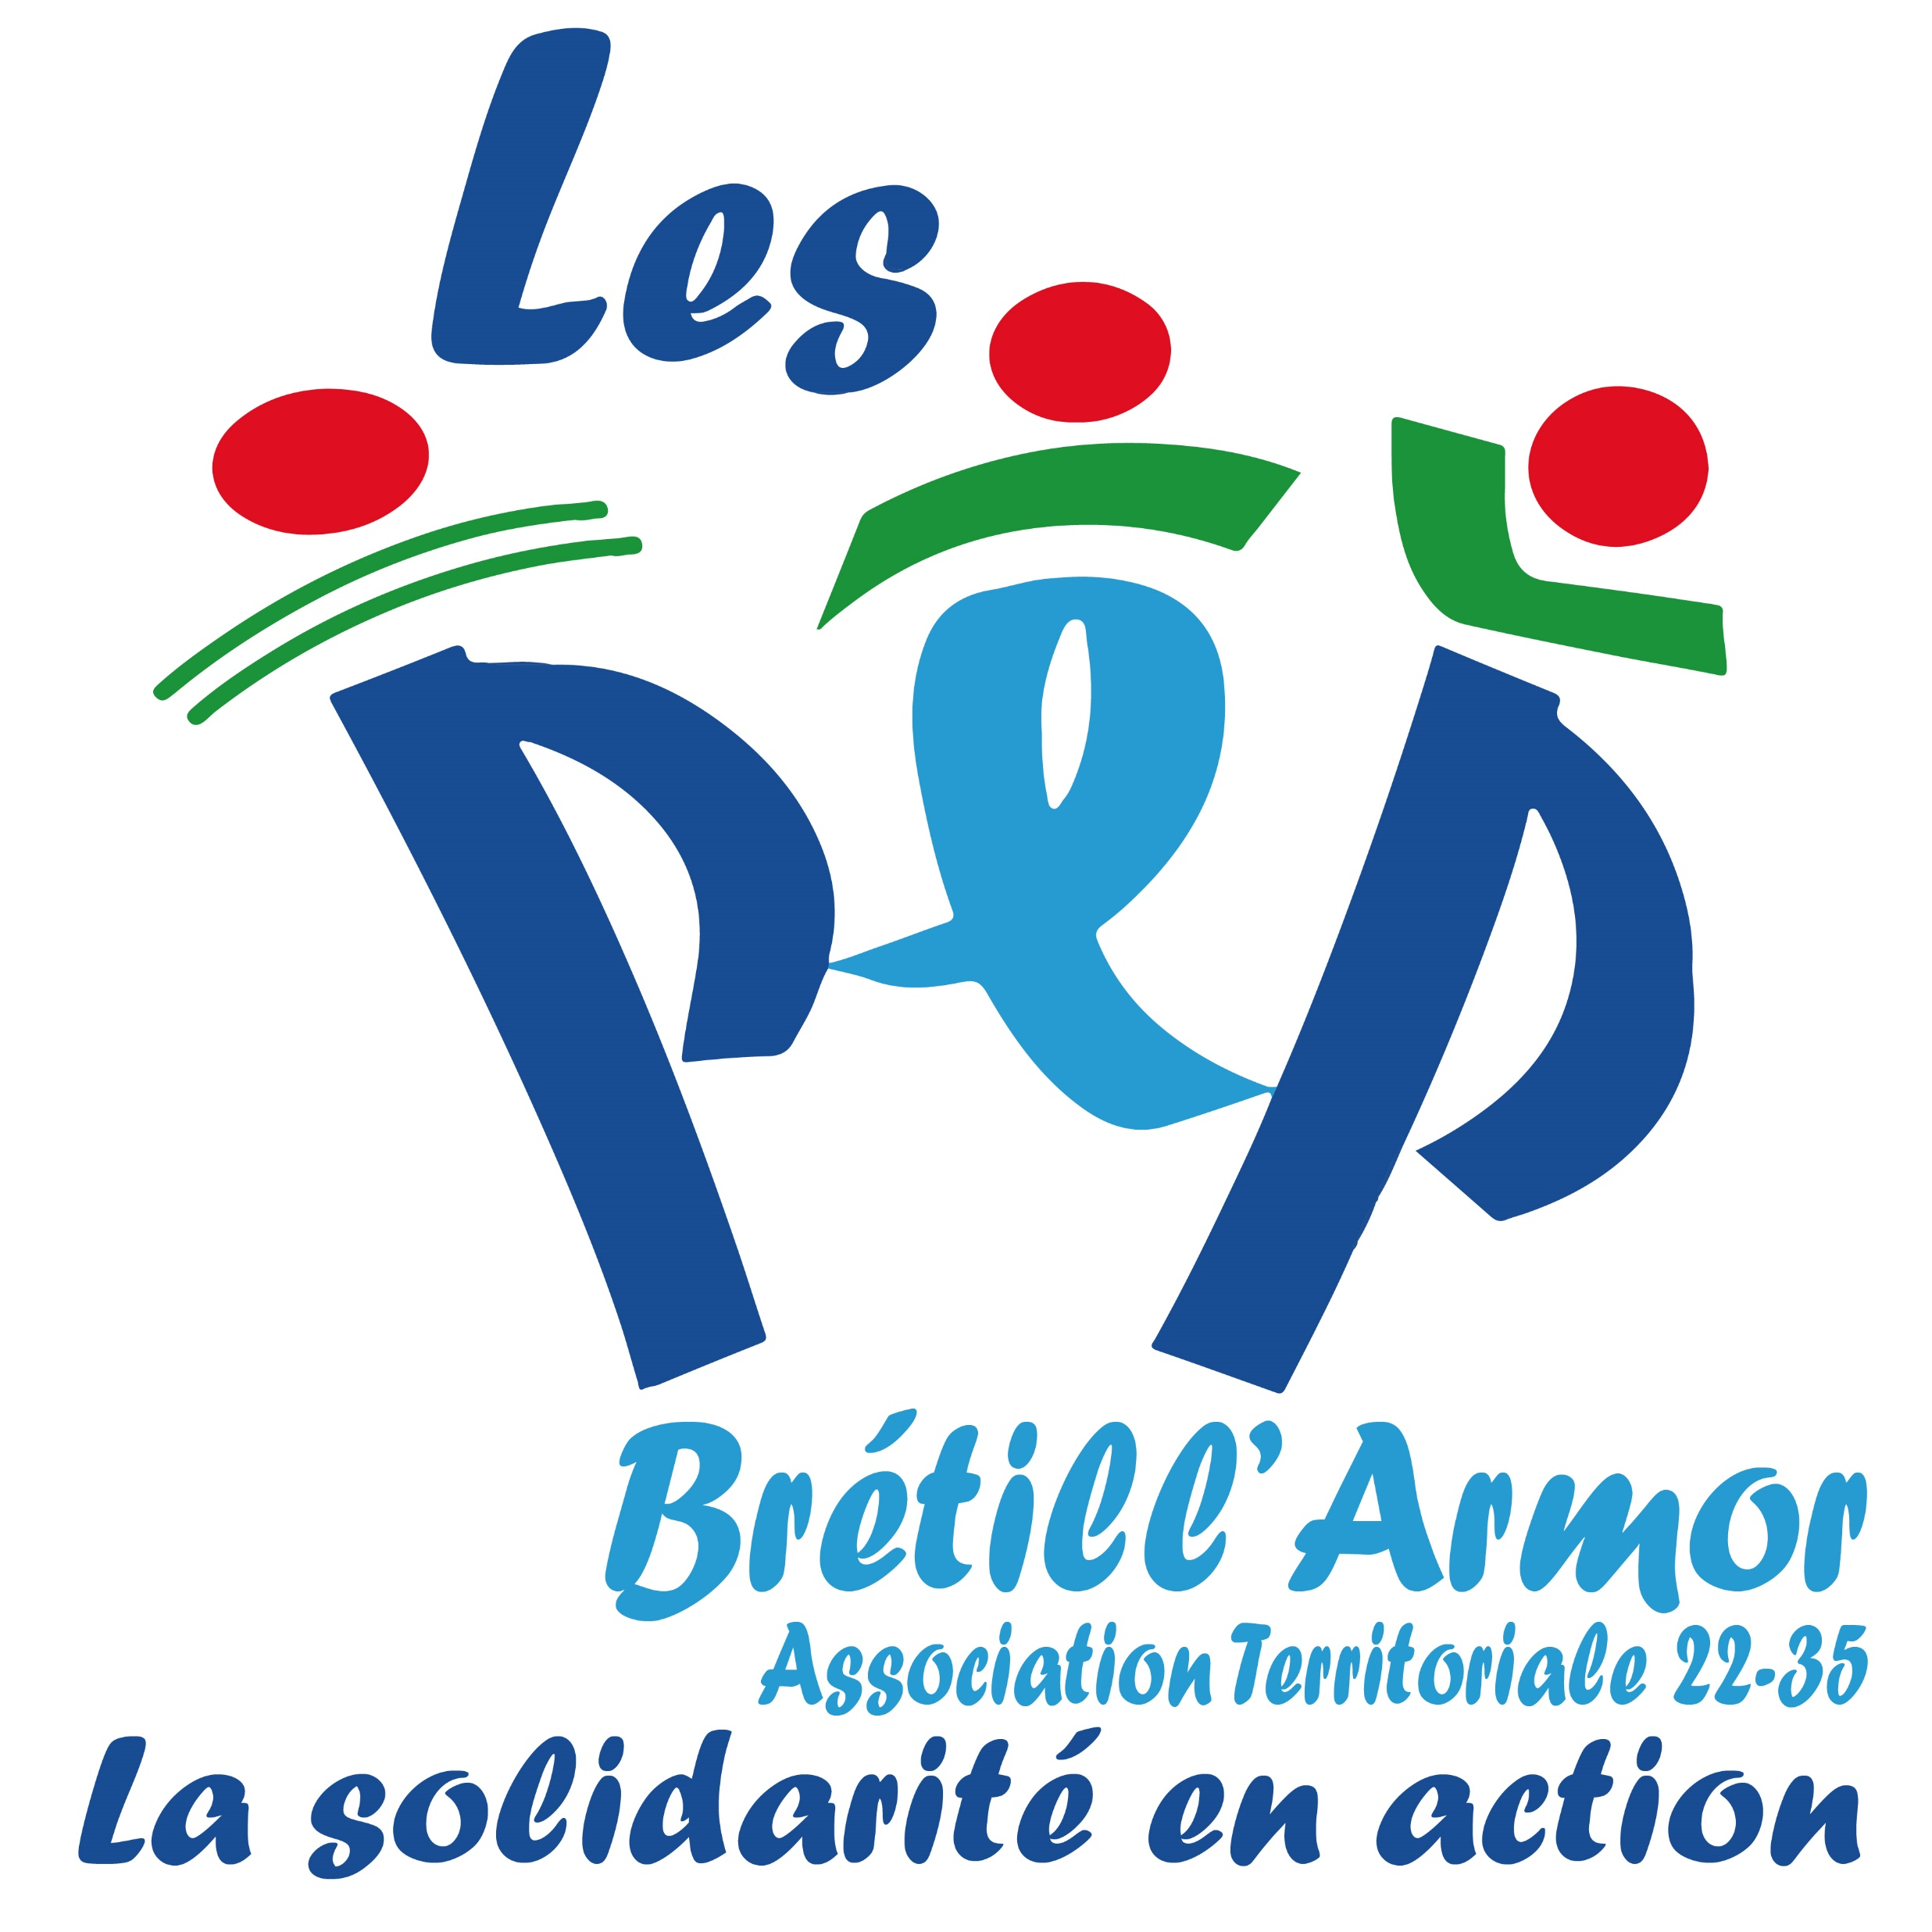 Les
PeP
Brétill’Armor
Association Territoriale 22-35
La solidarité en action